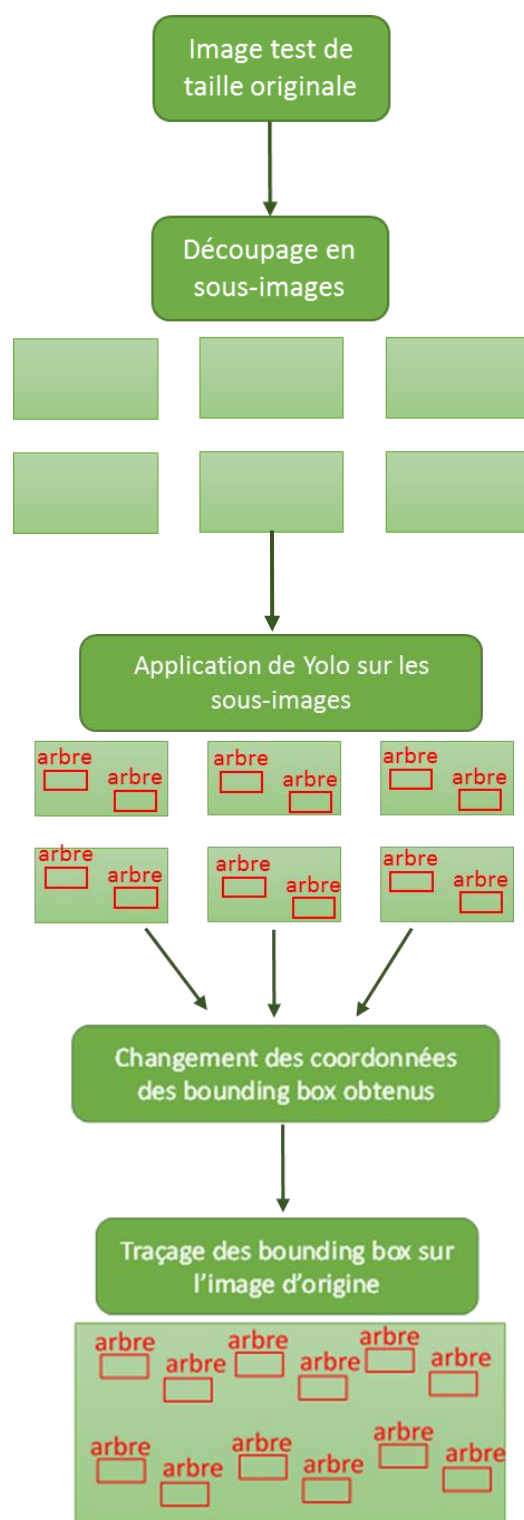 Image test de
taille originale
Découpage en
sous-images
Application de Yolo sur les
sous-images
arbre
arbre
arbre
arbre
arbre
arbre
arbre
arbre
arbre
arbre
arbre
arbre
Changement des coordonnées
des bounding box obtenus
Traçage des bounding box sur
l'image d'origine
arbre
arbre
arbre
arbre
arbre
arbre
arbre
arbre
arbre
arbre
arbre
arbre